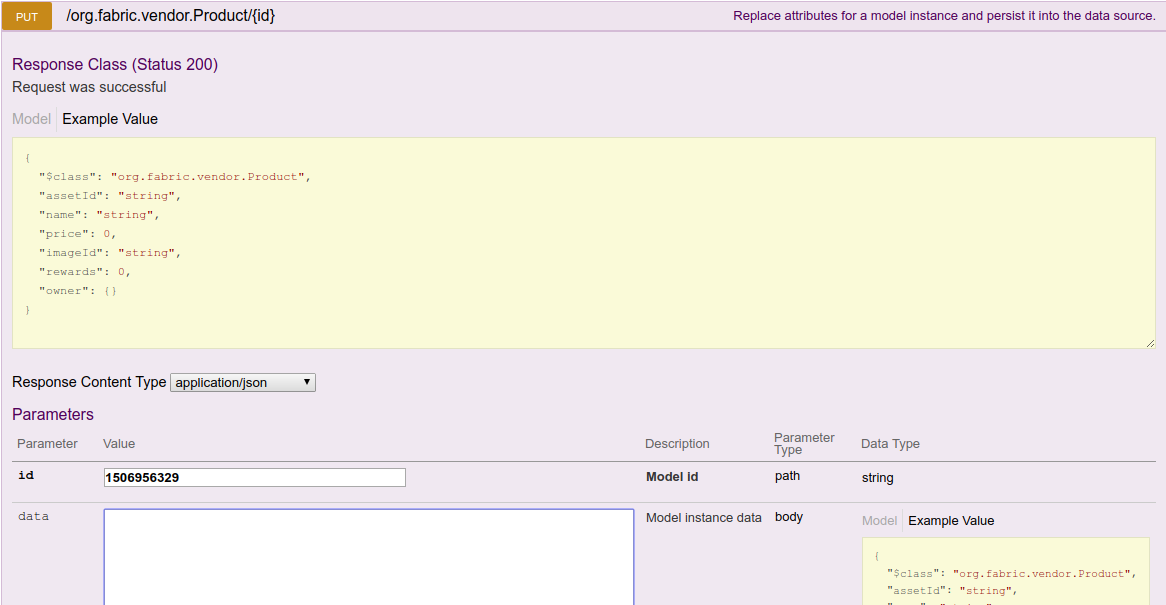 PUT /org.fabric.vendor.Product/{id} Replace attributes for a model instance and persist it into the data source.
Response Class (Status 200)
Request was successful
Model Example Value
{
"$class": "org.fabric.vendor.Product",
"assetId": "string",
"name": "string",
"price": 0,
"imageId": "string",
"rewards": 0,
"owner": {}
}
Response Content Type application/json
Parameters
Parameter Value Description Parameter Type Data Type
id 1506956329 Model id path string
data Model instance data body Model Example Value
{
"$class": "org.fabric.vendor.Product",
"assetId": "string",